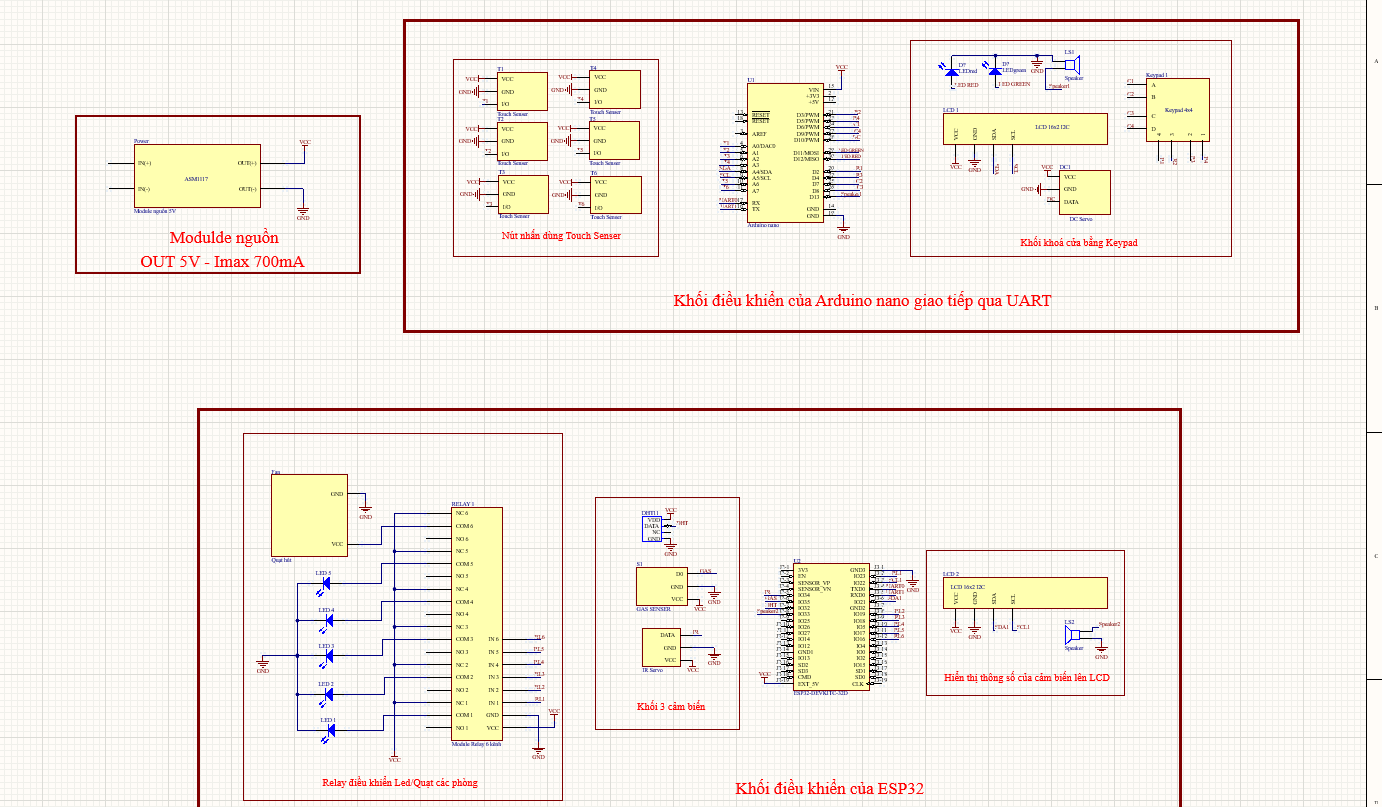 Power
IN(+)
IN(-)
OUT(+)
OUT(-)
ASM1117
VCC
GND
Module nguồn 5V
Modulde nguồn
OUT 5V - Imax 700mA
T1
VCC
GND
I/O
Touch Senser
T4
VCC
GND
I/O
Touch Senser
T2
VCC
GND
I/O
Touch Senser
VCC
GND
I/O
Touch Senser
T3
VCC
GND
I/O
Touch Senser
T6
VCC
GND
I/O
Touch Senser
Nút nhấn dùng Touch Senser
U1
VCC
VIN
+3V3
+5V
RESET
RESET
AREF
A0/DAC0
A1
A2
A3
A4/SDA
A5/SCL
A6
A7
RX
TX
D3/PWM
D5/PWM
D6/PWM
D9/PWM
D10/PWM
D11/MOSI
D12/MISO
D2
D4
D7
D8
D13
GND
GND
Arduino nano
GND
D?
LEDred
D?
LEDgreen
GND
LS1
Speaker
LCD 1
LCD 16x2 I2C
VCC
GND
SDA
SCL
VCC
GND
Keypad 1
A
B
C
D
Keypad 4x4
4
3
2
1
C1
C2
C3
C4
DC1
VCC
GND
DATA
VCC
GND
DC Servo
Khối khoá cửa bằng Keypad
Khối điều khiển của Arduino nano giao tiếp qua UART
Fan
GND
VCC
GND
Quạt hút
LED 5
LED 4
LED 3
LED 2
LED 1
GND
RELAY 1
NC 6
COM 6
NO 6
NC 5
COM 5
NO 5
NC 4
COM 4
NO 4
NC 3
COM 3
NO 3
NC 2
COM 2
NO 2
NC 1
COM 1
NO 1
IN 6
IN 5
IN 4
IN 3
IN 2
IN 1
GND
VCC
Module Relay 6 kênh
VCC
VCC
GND
Relay điều khiển Led/Quạt các phòng
DHT11
VDD
DATA
NC
GND
VCC
GND
S1
D0
GND
VCC
GAS
GND
VCC
GAS SENSER
DATA
GND
VCC
GND
VCC
IR Servo
Khối 3 cảm biến
U2
3V3
EN
SENSOR_VP
SENSOR_VN
IO34
IO35
IO32
IO33
IO25
IO26
IO27
IO14
IO12
GND1
IO13
SD2
SD3
CMD
EXT_5V
GND3
IO23
IO22
TXD0
RXD0
IO21
GND2
IO19
IO18
IO5
IO17
IO16
IO4
IO0
IO2
IO15
SD1
SD0
CLK
ESP32-DEVKITC-32D
VCC
GND
LCD 2
LCD 16x2 I2C
VCC
GND
SDA
SCL
VCC
GND
LS2
Speaker
Speaker2
GND
Hiển thị thông số của cảm biến lên LCD
Khối điều khiển của ESP32
A
B
C